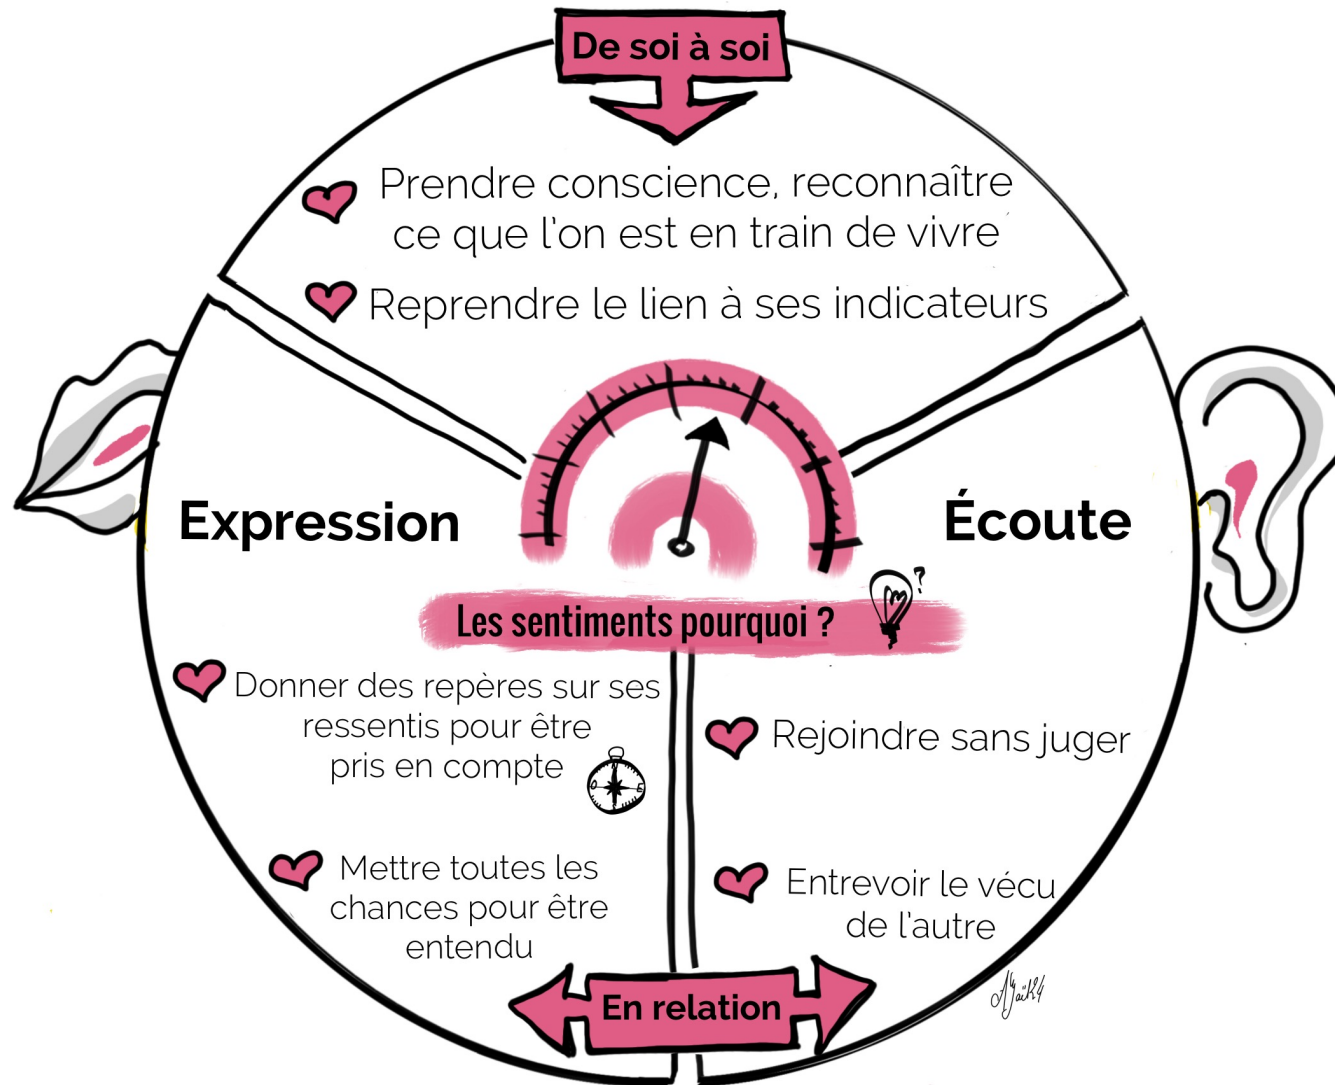 De soi à soi
Prendre conscience, reconnaître
ce que l'on est en train de vivre
Reprendre le lien à ses indicateurs
Expression
Écoute
Les sentiments pourquoi ?
?
Donner des repères sur ses
ressentis pour être
pris en compte
Mettre toutes les
chances pour être
entendu
Rejoindre sans juger
Entrevoir le vécu
de l'autre
En relation